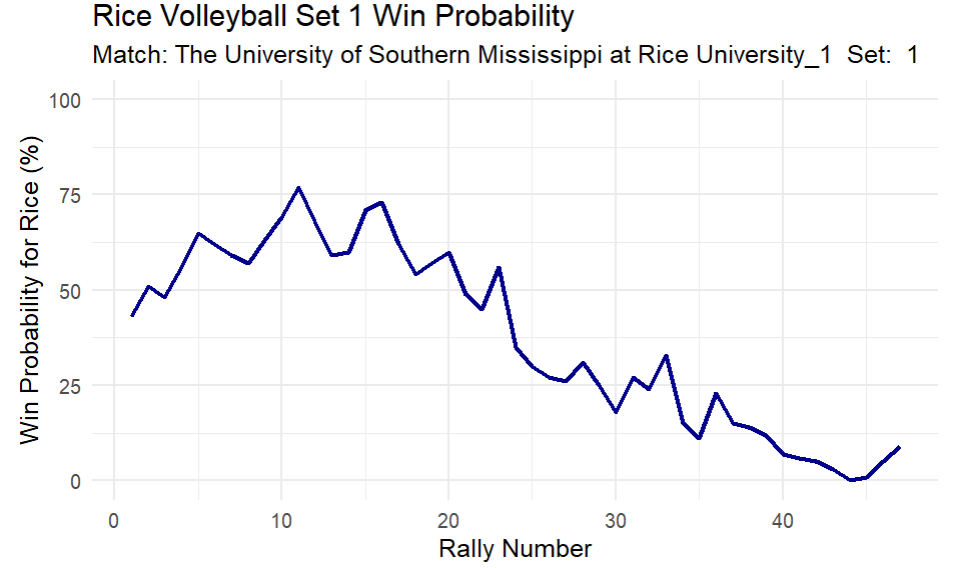 Rice Volleyball Set 1 Win Probability
Match: The University of Southern Mississippi at Rice University_1  Set:  1
Win Probability for Rice (%)
100
75
50
25
0
0 10 20 30 40
Rally Number